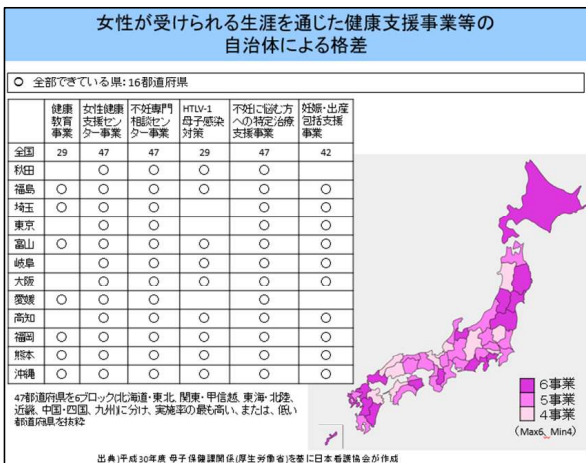 女性が受けられる生涯を通じた健康支援事業等の
自治体による格差
○ 全部できている県:16都道府県
健康教育事業 女性健康支援センター事業 不妊専門相談センター事業 HTLV-1母子感染対策 不妊に悩む方への特定治療支援事業 妊娠・出産包括支援事業
全国 29 47 47 29 47 42
秋田 ○ ○ ○ ○
福島 ○ ○ ○ ○ ○ ○
埼玉 ○ ○ ○ ○ ○
東京 ○ ○ ○ ○
富山 ○ ○ ○ ○ ○ ○
岐阜 ○ ○ ○ ○ ○
大阪 ○ ○ ○ ○ ○
愛媛 ○ ○ ○ ○
高知 ○ ○ ○ ○ ○
福岡 ○ ○ ○ ○ ○ ○
熊本 ○ ○ ○ ○ ○ ○
沖縄 ○ ○ ○ ○ ○ ○
47都道府県を6ブロック(北海道・東北、関東・甲信越、東海・北陸、
近畿、中国・四国、九州)に分け、実施率の最も高い、または、低い
都道府県を抜粋
6事業
5事業
4事業
(Max6、Min4)
出典)平成30年度 母子保健課関係(厚生労働省)を基に日本看護協会が作成